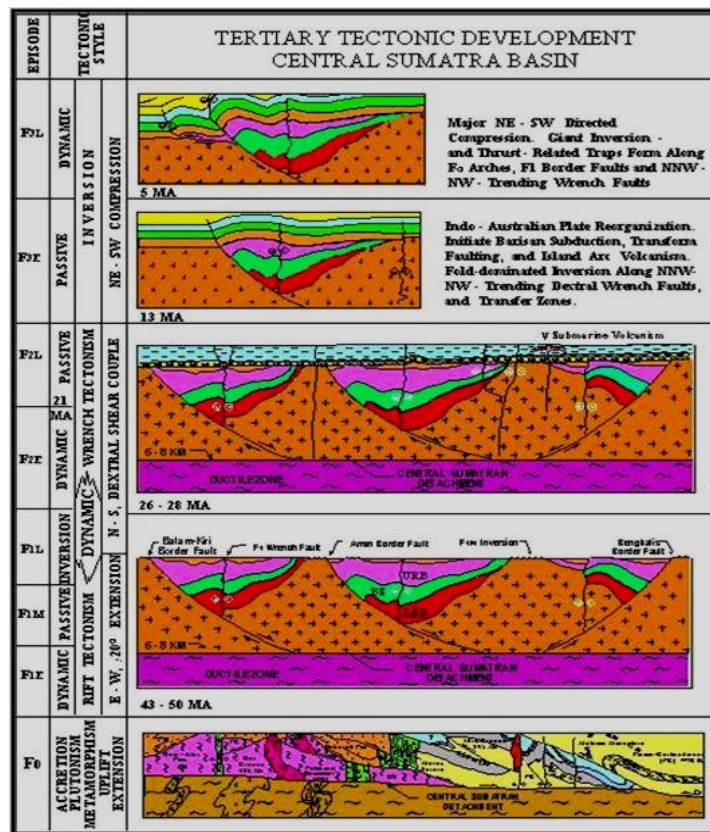 EPISODE
TECTONIC STYLE
TERTIARY TECTONIC DEVELOPMENT
CENTRAL SUMATRA BASIN
F3L
DYNAMIC
INVERSION
NE - SW COMPRESSION
5 MA
Major NE - SW Directed
Compression. Giant Inversion -
and Thrust - Related Traps Form Along
F0 Arches, F1 Border Faults and NNW -
NW - Trending Wrench Faults
F3E
PASSIVE
13 MA
Indo - Australian Plate Reorganization.
Initiate Barisan Subduction, Transform
Faulting, and Island Arc Volcanism.
Fold-dominated Inversion Along NNW-
NW - Trending Dectral Wrench Faults,
and Transfer Zones.
F2L
PASSIVE
21
MA
WRENCH TECTONISM
N - S, DEXTRAL SHEAR COUPLE
V Submarine Volcanism
F2E
DYNAMIC
6 - 8 KM
DUCTILE ZONE
CENTRAL SUMATRAN
DETACHMENT
26 - 28 MA
F1L
INVERSION
DYNAMIC
Balam-Kiri
Border Fault
F1 Wrench Fault
Border Fault
Inversion
Bengkalis
Border Fault
URB
BS
LRB
F1M
PASSIVE
RIFT TECTONISM
EXTENSION
6 - 8 KM
F1E
DYNAMIC
DUCTILE ZONE
CENTRAL SUMATRAN
DETACHMENT
43 - 50 MA
F0
ACCRETION
PLUTONISM
METAMORPHISM
UPLIFT
EXTENSION
CENTRAL SUMATRAN
DETACHMENT